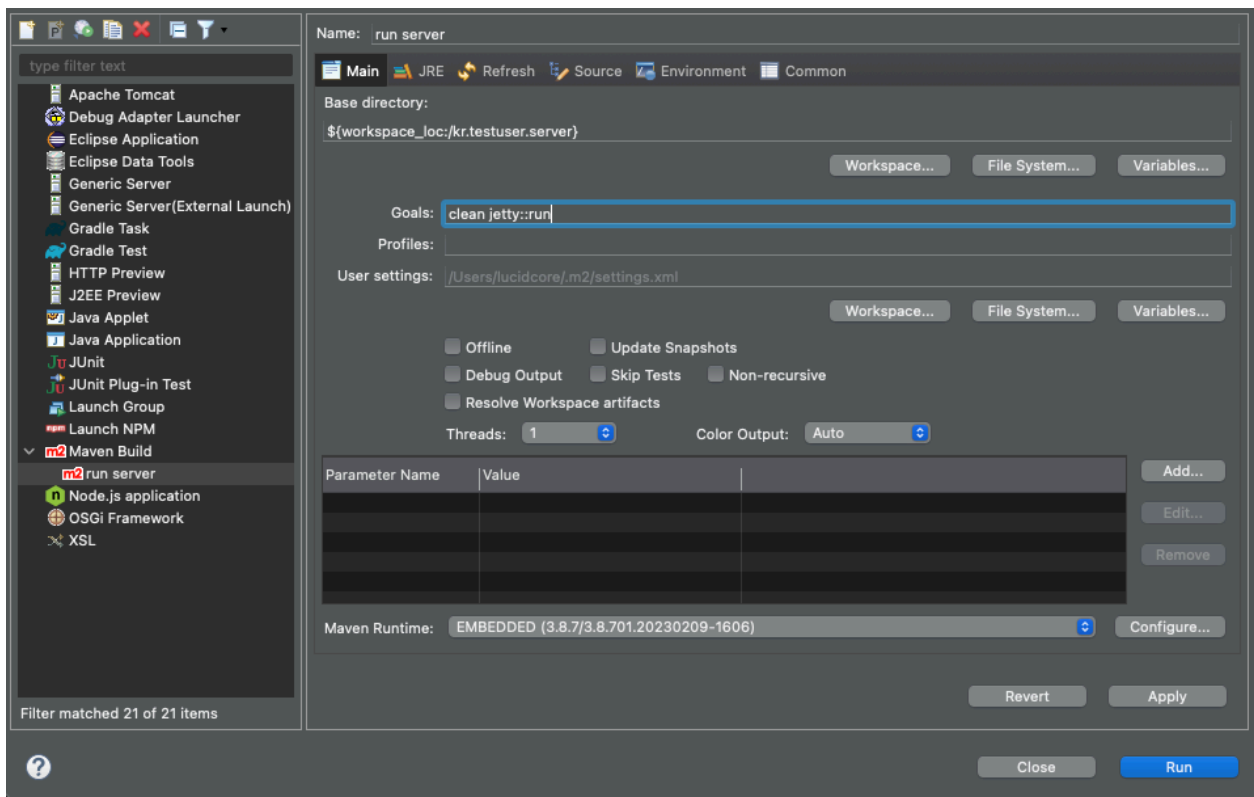 Name: run server
type filter text
Main JRE Refresh Source Environment Common
Apache Tomcat
Debug Adapter Launcher
Eclipse Application
Eclipse Data Tools
Generic Server
Generic Server(External Launch)
Gradle Task
Gradle Test
HTTP Preview
J2EE Preview
Java Applet
Java Application
JUnit
JUnit Plug-in Test
Launch Group
Launch NPM
Maven Build
run server
Node.js application
OSGi Framework
XSL
Filter matched 21 of 21 items
Base directory:
${workspace_loc:/kr.testuser.server}
Workspace... File System... Variables...
Goals: clean jetty::run
Profiles:
User settings: /Users/lucidcore/.m2/settings.xml
Workspace... File System... Variables...
Offline Update Snapshots
Debug Output Skip Tests Non-recursive
Resolve Workspace artifacts
Threads: 1 Color Output: Auto
Parameter Name Value
Add...
Edit...
Remove
Maven Runtime: EMBEDDED (3.8.7/3.8.701.20230209-1606) Configure...
Revert Apply
? Close Run